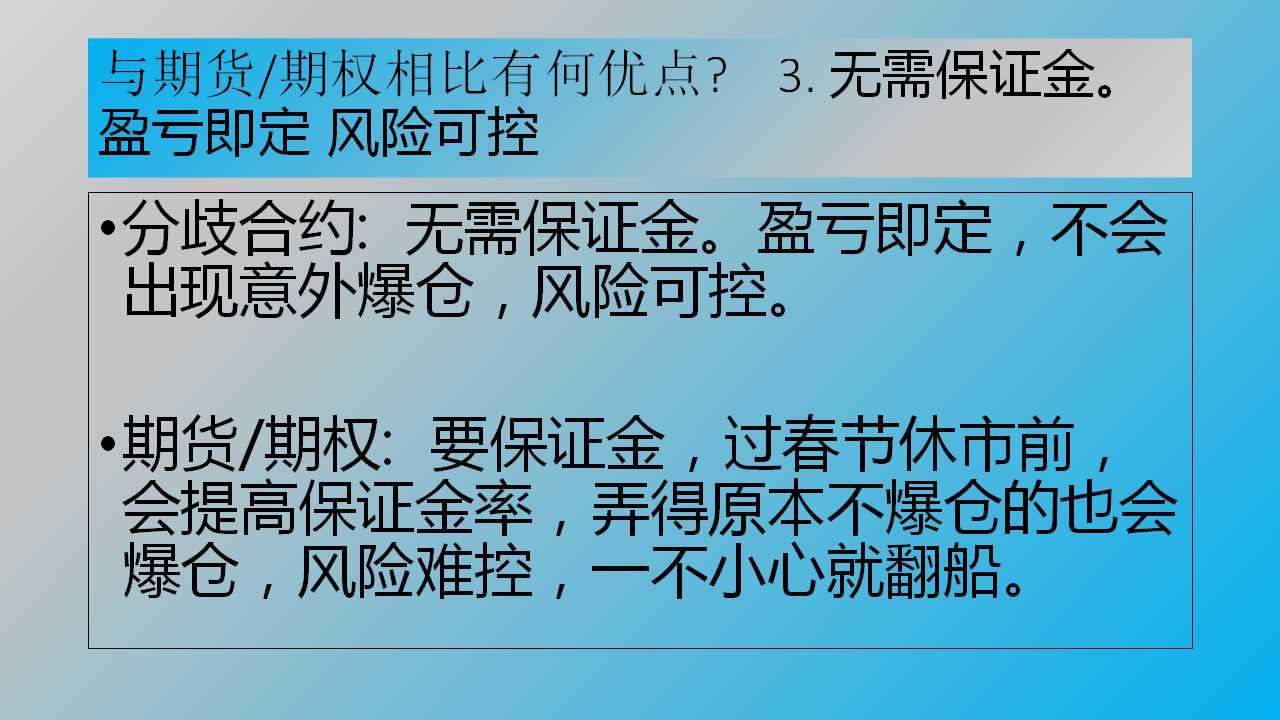 与期货/期权相比有何优点？ 3. 无需保证金。
盈亏即定 风险可控
•分歧合约: 无需保证金。盈亏即定，不会
出现意外爆仓，风险可控。
•期货/期权: 要保证金，过春节休市前，
会提高保证金率，弄得原本不爆仓的也会
爆仓，风险难控，一不小心就翻船。